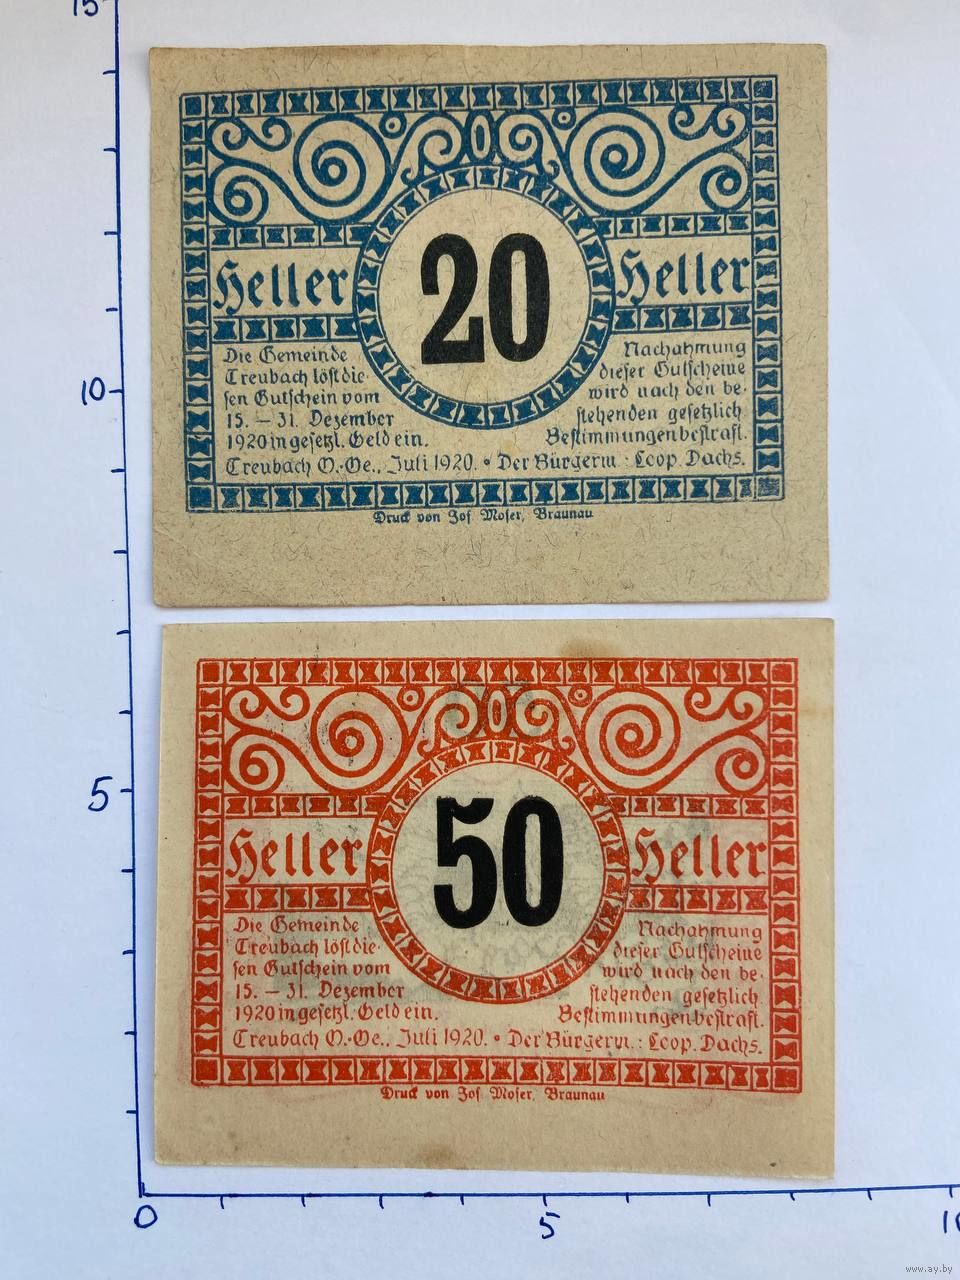 15
20
Heller
Heller
Die Gemeinde
Treubach löst die-
sen Gutschein vom
15. – 31. Dezember
1920 in gesetzl. Geld ein.
Nachahmung
dieser Gutscheine
wird nach den be-
stehenden gesetzlich
Bestimmungen bestraft.
Treubach O.-Oe., Juli 1920. • Der Bürgerm.: Leop. Dachs.
Druck von Jos. Moser, Braunau
10
50
Heller
Heller
Die Gemeinde
Treubach löst die-
sen Gutschein vom
15. – 31. Dezember
1920 in gesetzl. Geld ein.
Nachahmung
dieser Gutscheine
wird nach den be-
stehenden gesetzlich
Bestimmungen bestraft.
Treubach O.-Oe., Juli 1920. • Der Bürgerm.: Leop. Dachs.
Druck von Jos. Moser, Braunau
5
0
5
10
www.ay.by